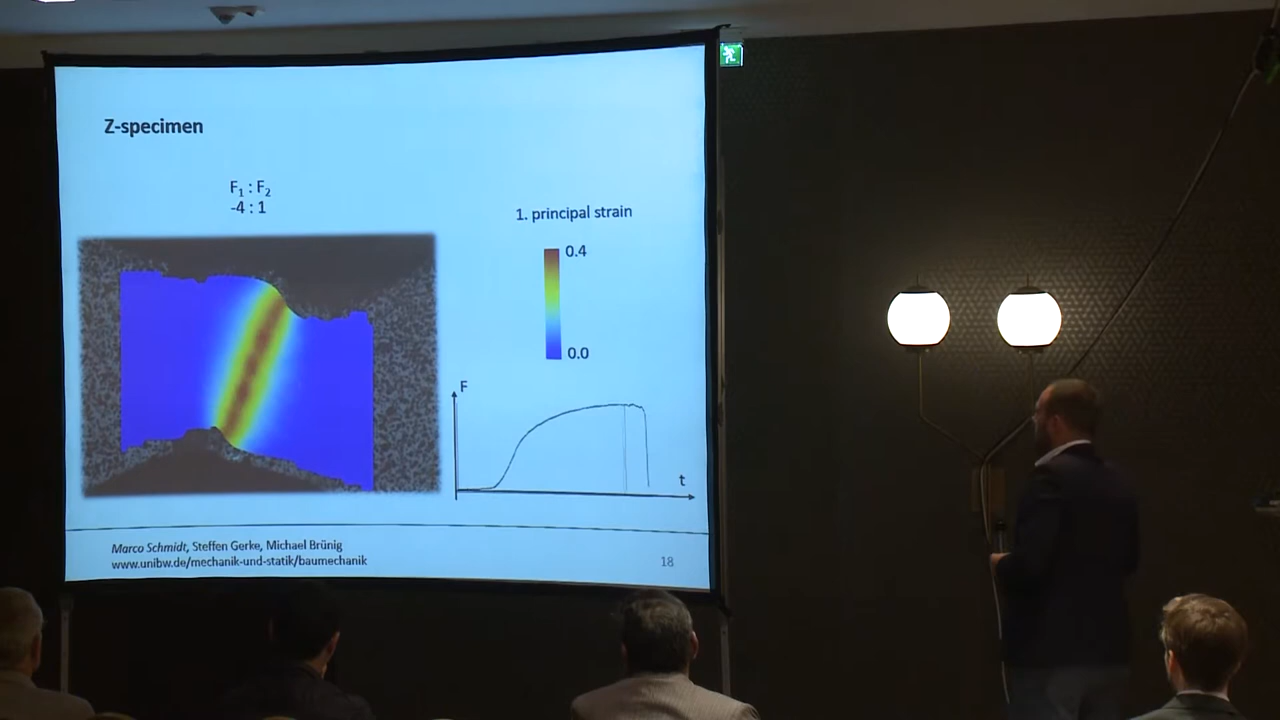 Z-specimen
F₁ : F₂
-4 : 1
1. principal strain
0.4
0.0
F
t
Marco Schmidt, Steffen Gerke, Michael Brünig
www.unibw.de/mechanik-und-statik/baumechanik
18